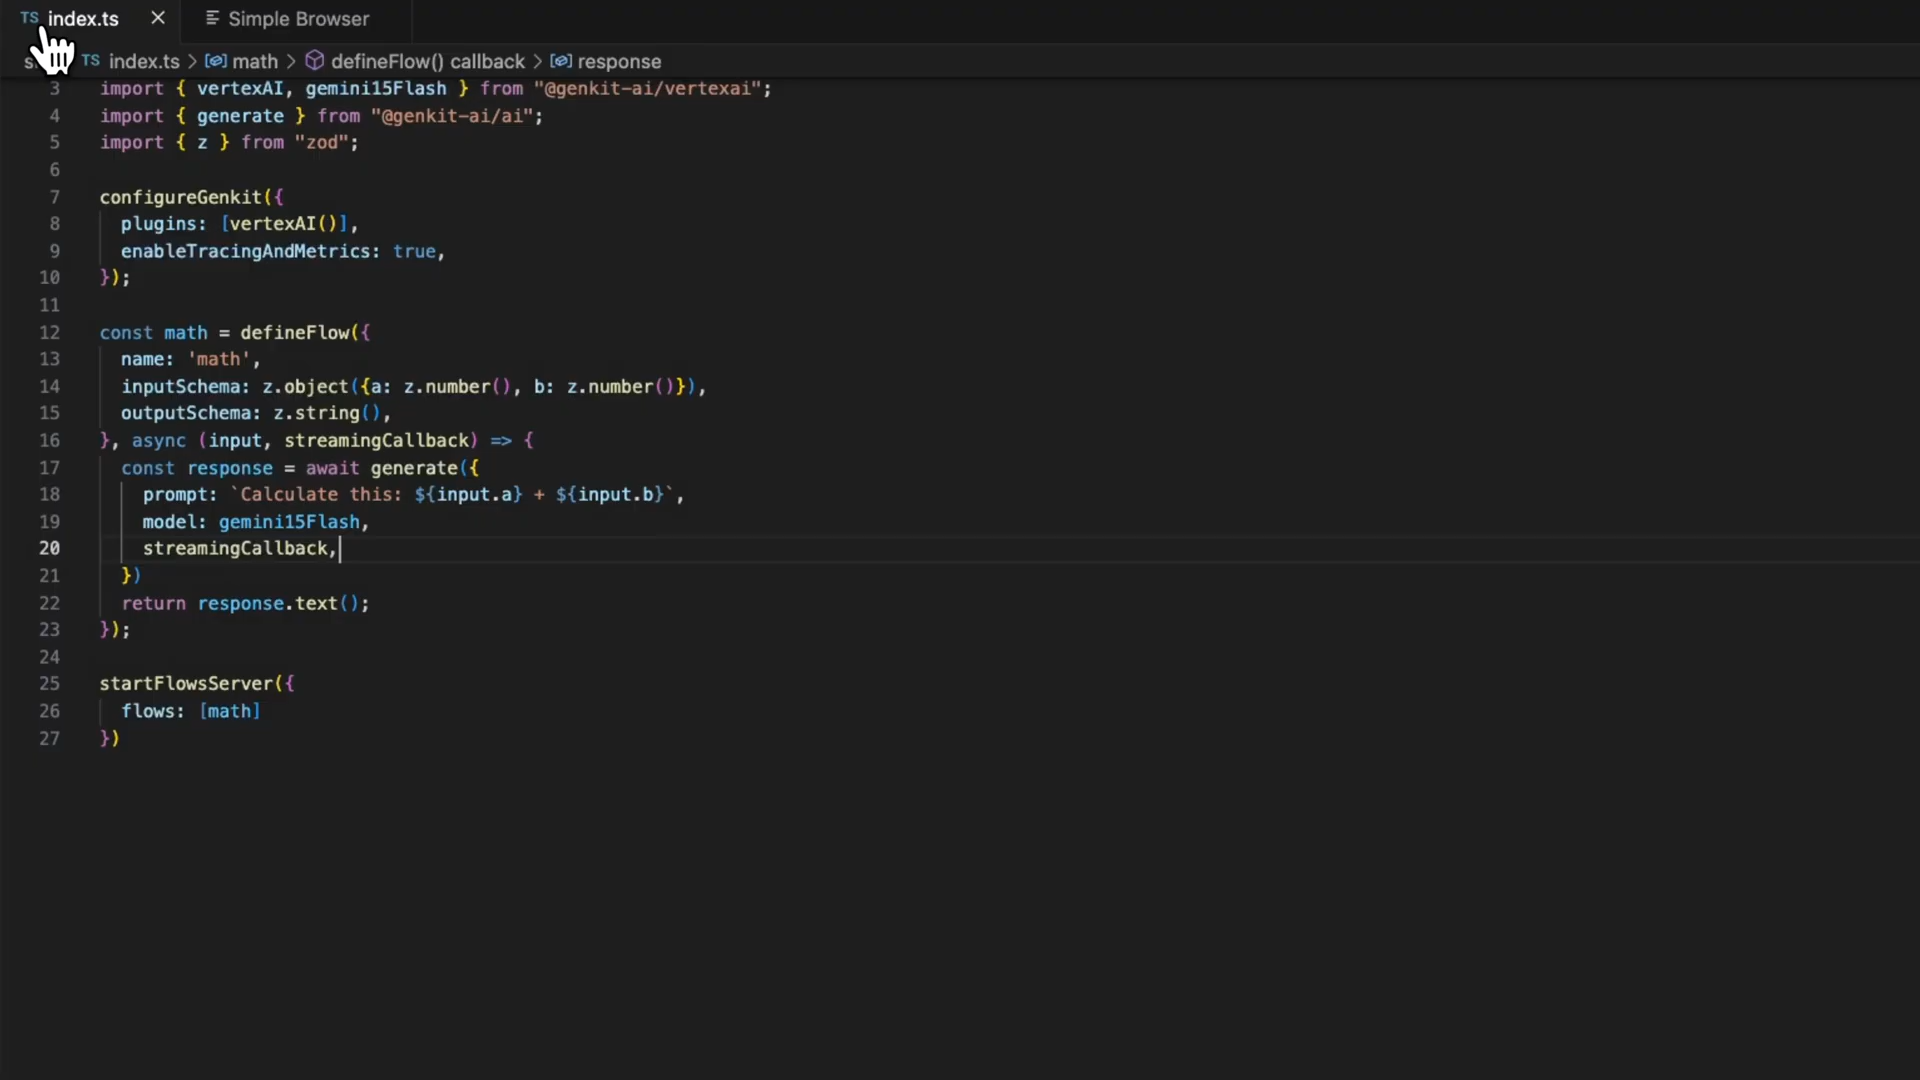 TS index.ts × Simple Browser
TS index.ts > math > defineFlow() callback > response
3 import { vertexAI, gemini15Flash } from "@genkit-ai/vertexai";
4 import { generate } from "@genkit-ai/ai";
5 import { z } from "zod";
6
7 configureGenkit({
8 plugins: [vertexAI()],
9 enableTracingAndMetrics: true,
10 });
11
12 const math = defineFlow({
13 name: 'math',
14 inputSchema: z.object({a: z.number(), b: z.number()}),
15 outputSchema: z.string(),
16 }, async (input, streamingCallback) => {
17 const response = await generate({
18 prompt: `Calculate this: ${input.a} + ${input.b}`,
19 model: gemini15Flash,
20 streamingCallback,
21 })
22 return response.text();
23 });
24
25 startFlowsServer({
26 flows: [math]
27 })